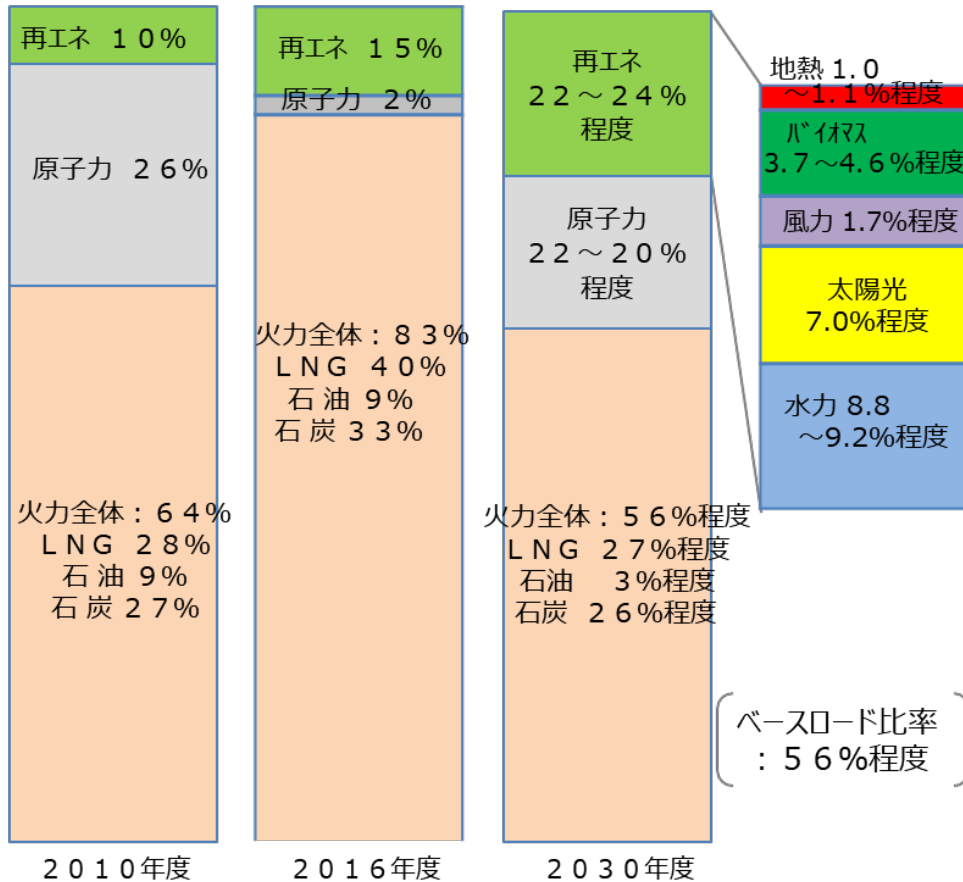 再エネ １０%
原子力 ２６%
火力全体：６４%
ＬＮＧ ２８%
石 油 ９%
石 炭 ２７%
２０１０年度
再エネ １５%
原子力 ２%
火力全体：８３%
ＬＮＧ ４０%
石 油 ９%
石 炭 ３３%
２０１６年度
再エネ
２２～２４%
程度
原子力
２２～２０%
程度
火力全体：５６%程度
ＬＮＧ ２７%程度
石油 ３%程度
石炭 ２６%程度
２０３０年度
地熱 1.0
～1.1%程度
ﾊﾞｲｵﾏｽ
3.7～4.6%程度
風力 1.7%程度
太陽光
7.0%程度
水力 8.8
～9.2%程度
ベースロード比率
：５６%程度